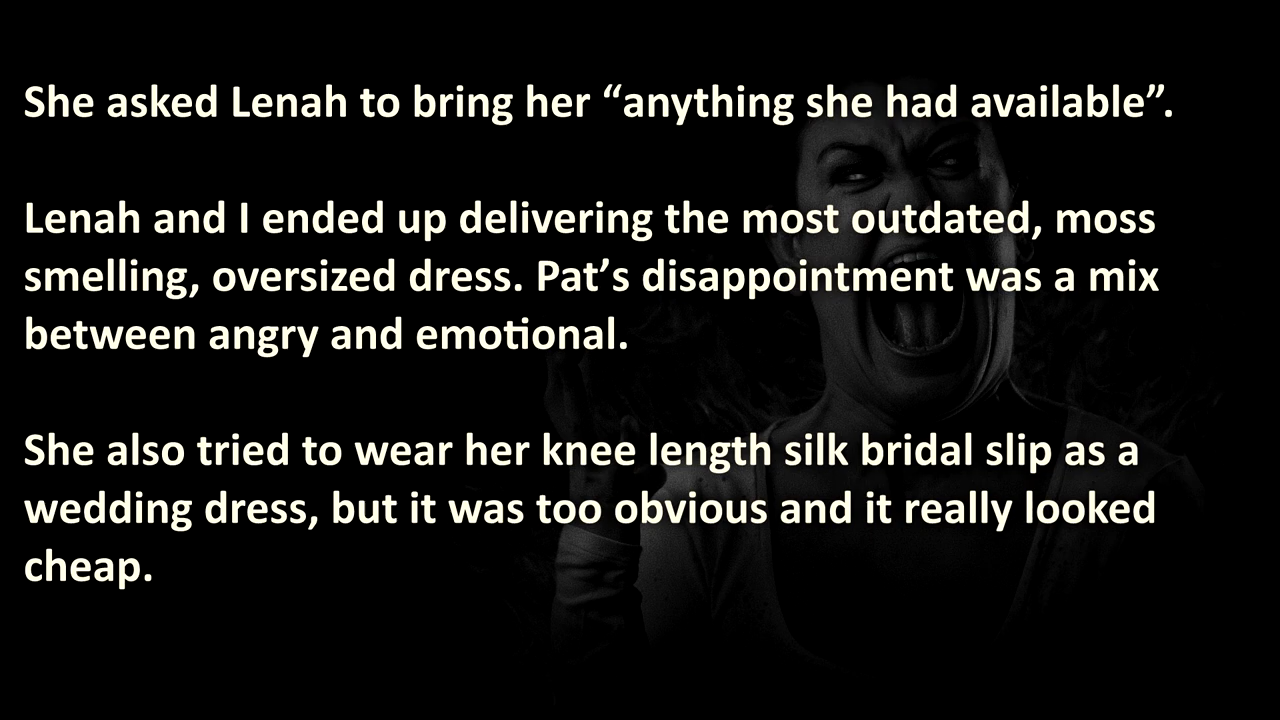 She asked Lenah to bring her “anything she had available”.
Lenah and I ended up delivering the most outdated, moss
smelling, oversized dress. Pat’s disappointment was a mix
between angry and emotional.
She also tried to wear her knee length silk bridal slip as a
wedding dress, but it was too obvious and it really looked
cheap.